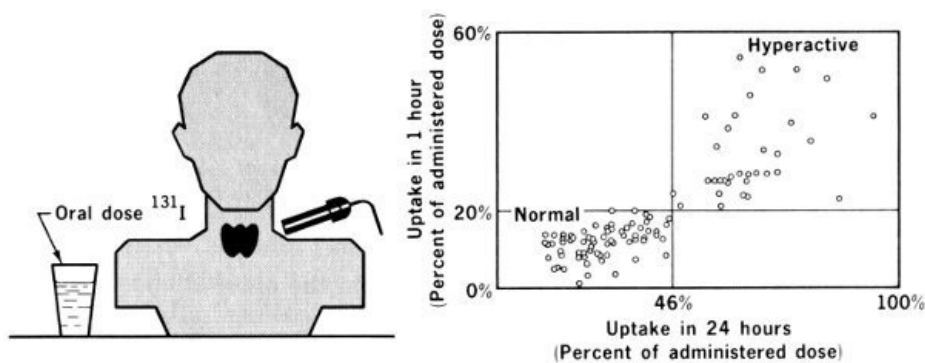 Oral dose ¹³¹I
60%
20%
0%
Uptake in 1 hour
(Percent of administered dose)
Hyperactive
Normal
46%
100%
Uptake in 24 hours
(Percent of administered dose)